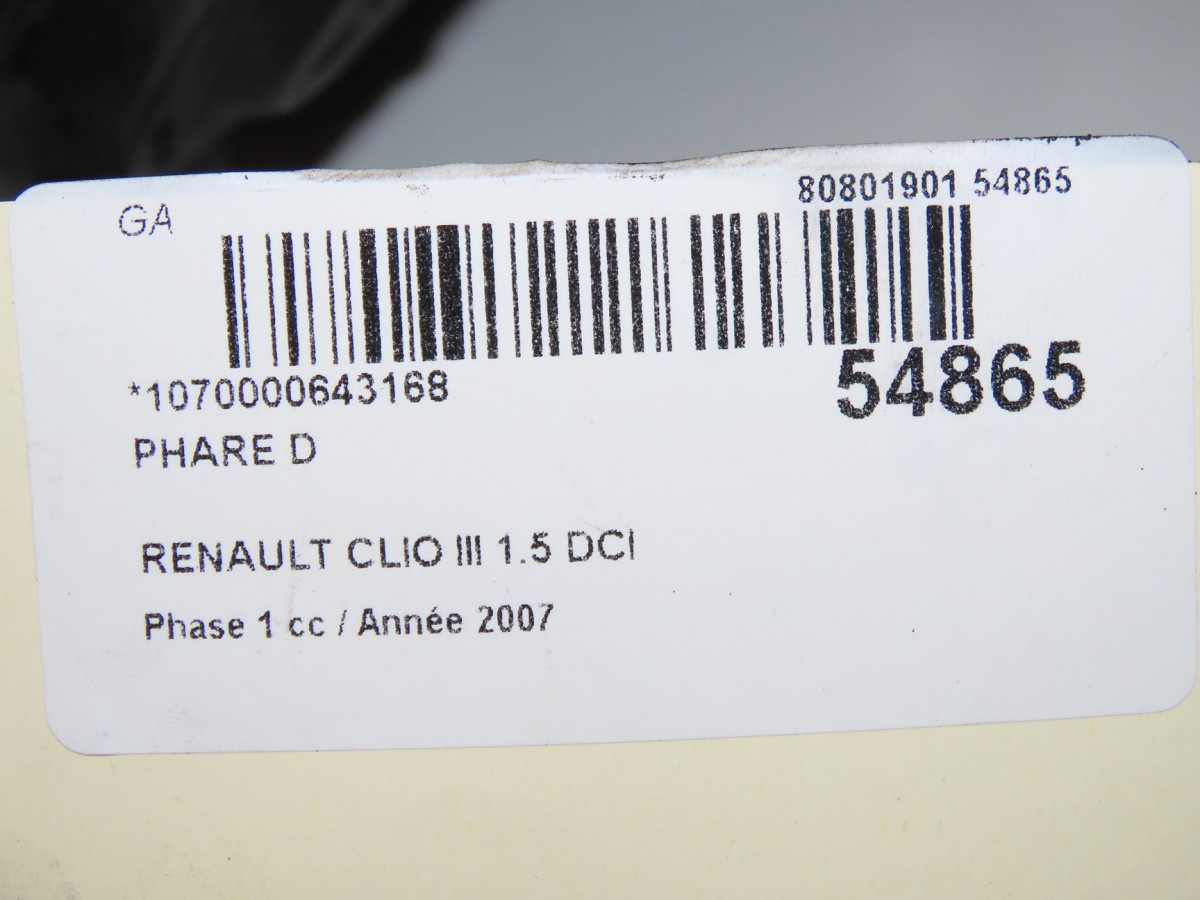 80801901 54865
GA
*1070000643168
54865
PHARE D
RENAULT CLIO III 1.5 DCI
Phase 1 cc / Année 2007